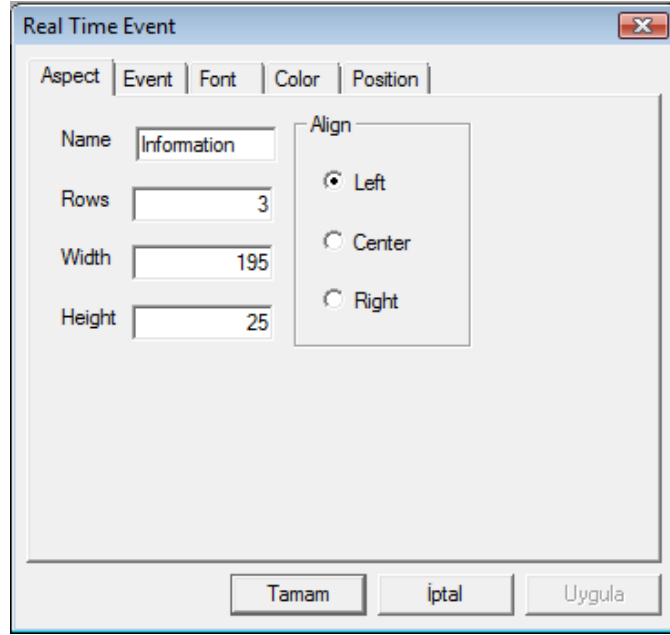 Real Time Event
Aspect Event Font Color Position
Align
Name Information
Left
Rows 3
Center
Width 195
Right
Height 25
Tamam İptal Uygula